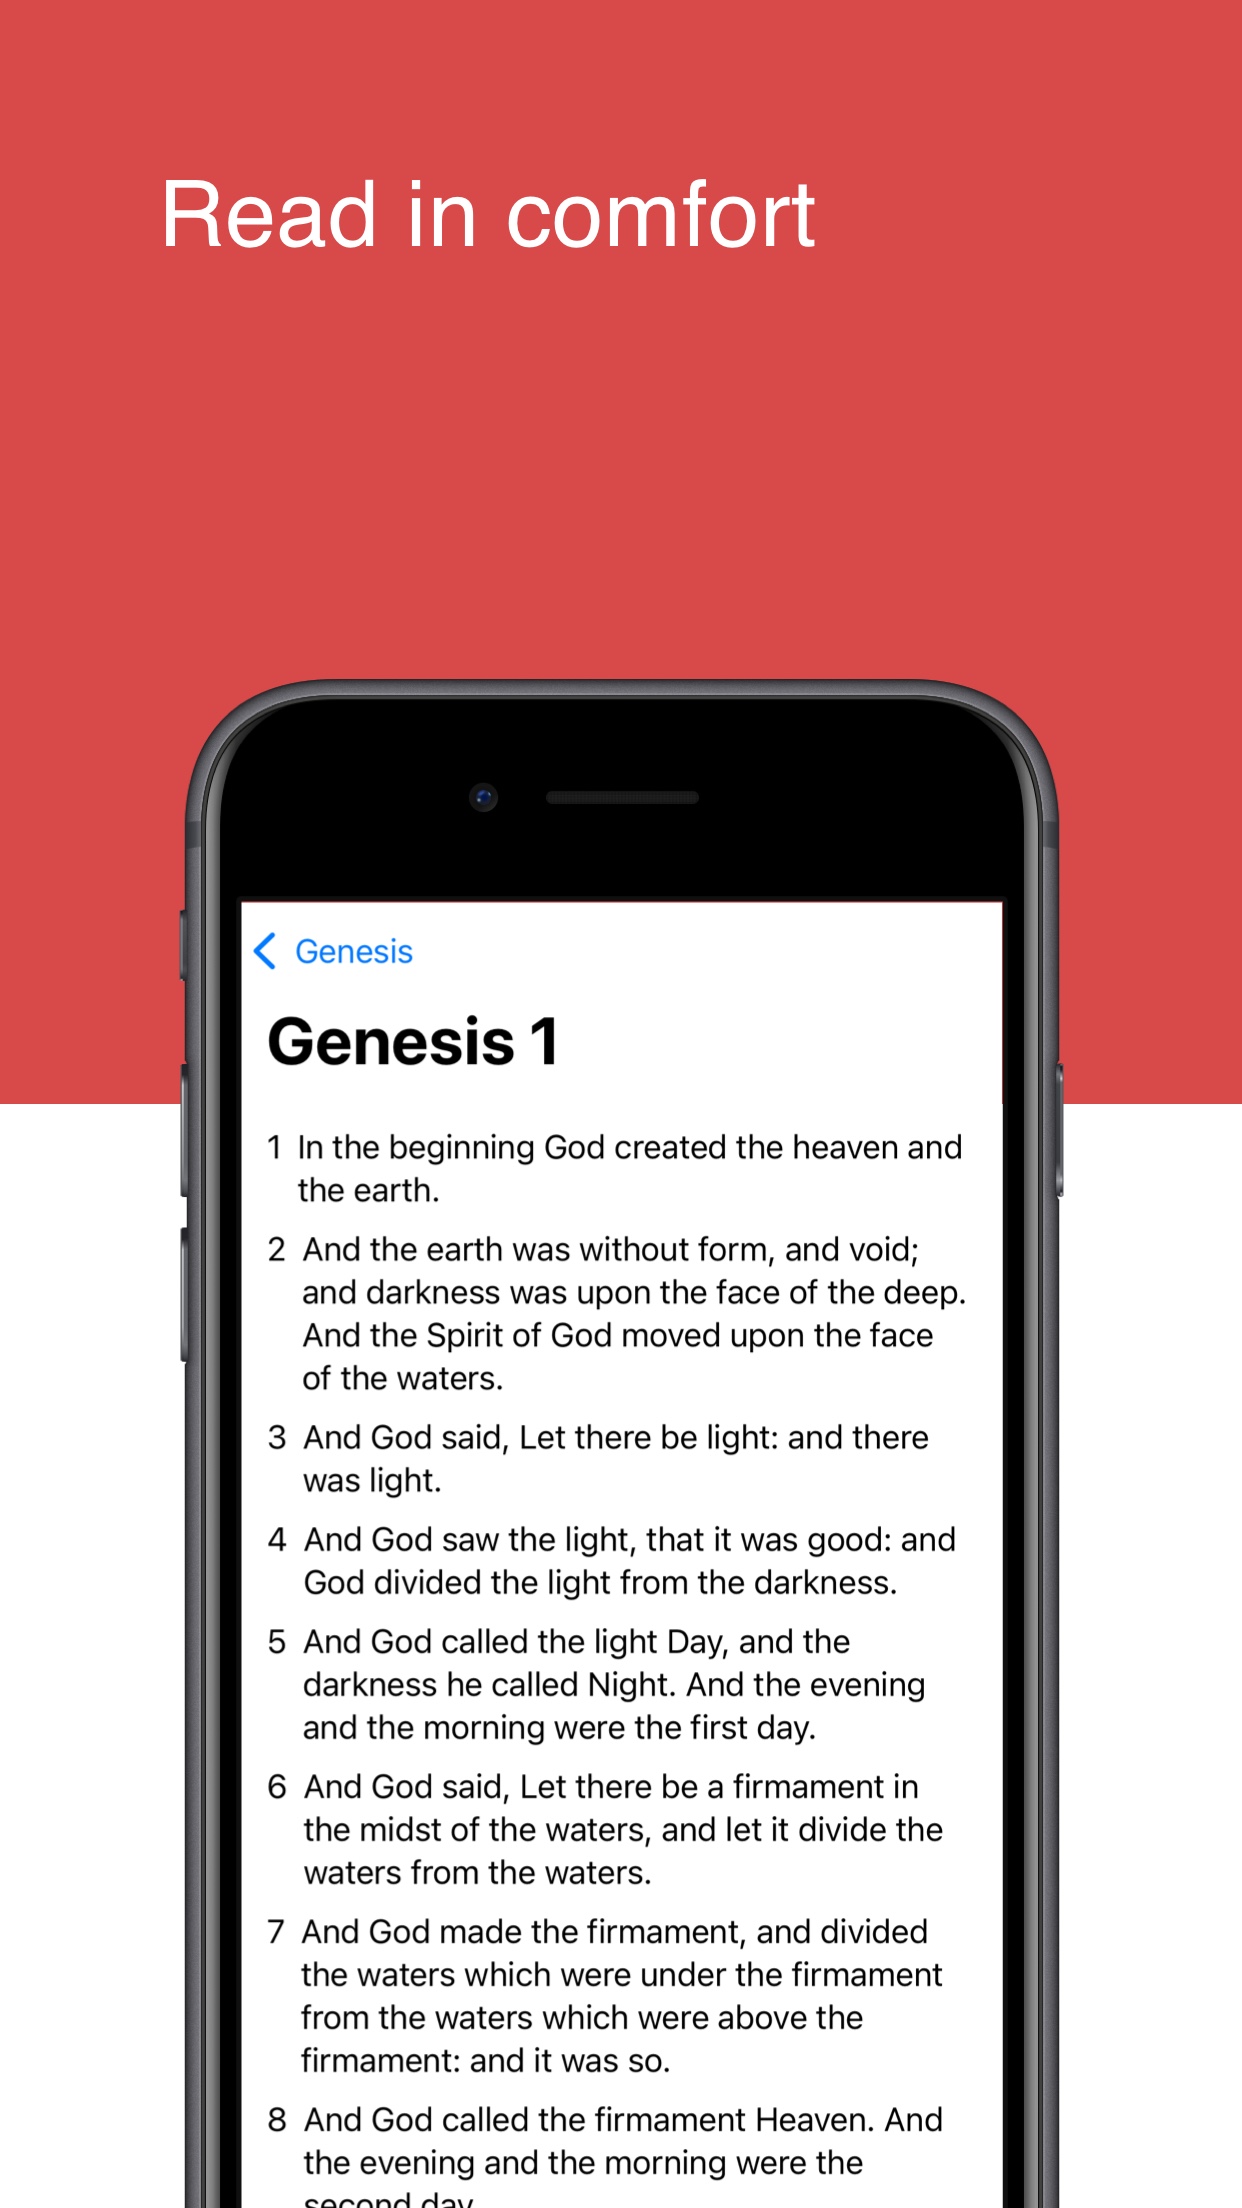 Read in comfort
Genesis
Genesis 1
1 In the beginning God created the heaven and
the earth.
2 And the earth was without form, and void;
and darkness was upon the face of the deep.
And the Spirit of God moved upon the face
of the waters.
3 And God said, Let there be light: and there
was light.
4 And God saw the light, that it was good: and
God divided the light from the darkness.
5 And God called the light Day, and the
darkness he called Night. And the evening
and the morning were the first day.
6 And God said, Let there be a firmament in
the midst of the waters, and let it divide the
waters from the waters.
7 And God made the firmament, and divided
the waters which were under the firmament
from the waters which were above the
firmament: and it was so.
8 And God called the firmament Heaven. And
the evening and the morning were the
second day